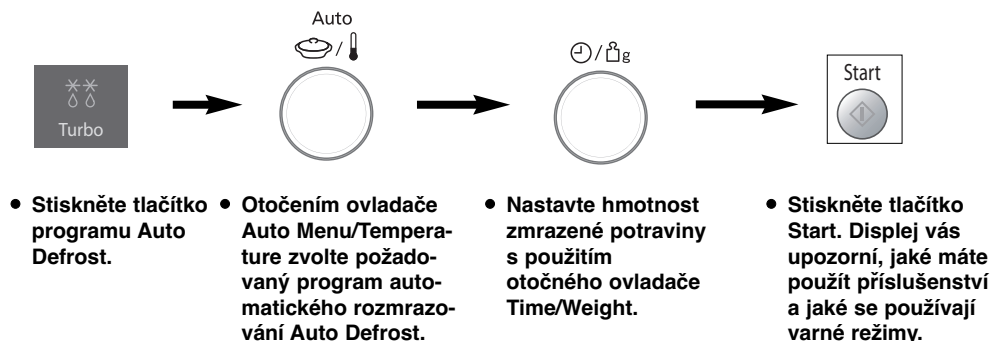 Auto
/
/ g
Turbo
Start
• Stiskněte tlačítko
programu Auto
Defrost.
• Otočením ovladače
Auto Menu/Tempera-
ture zvolte požado-
vaný program auto-
matického rozmrazo-
vání Auto Defrost.
• Nastavte hmotnost
zmrazené potraviny
s použitím
otočného ovladače
Time/Weight.
• Stiskněte tlačítko
Start. Displej vás
upozorní, jaké máte
použít příslušenství
a jaké se používají
varné režimy.